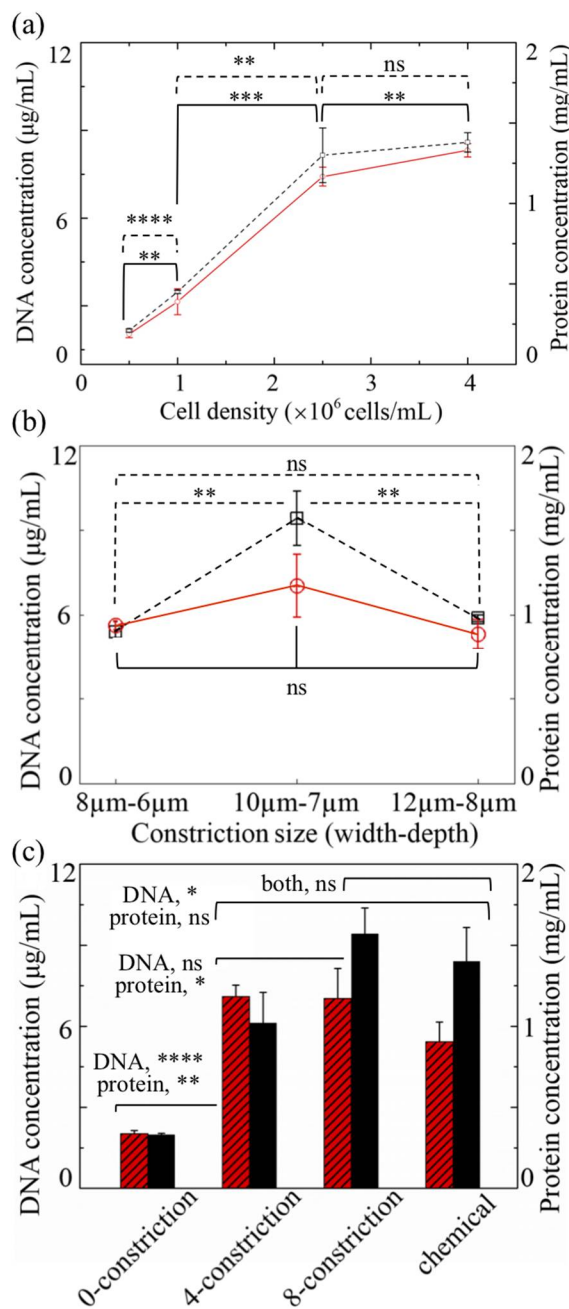 (a)
12
2
**
ns
***
**
DNA concentration (µg/mL)
Protein concentration (mg/mL)
6
1
****
**
0
0
0 1 2 3 4
Cell density (×10⁶ cells/mL)
(b)
12
2
ns
** **
DNA concentration (µg/mL)
Protein concentration (mg/mL)
6
1
ns
0
0
8µm-6µm 10µm-7µm 12µm-8µm
Constriction size (width-depth)
(c)
12
2
both, ns
DNA, *
protein, ns
DNA, ns
protein, *
DNA concentration (µg/mL)
Protein concentration (mg/mL)
6
1
DNA, ****
protein, **
0
0
0-constriction
4-constriction
8-constriction
chemical